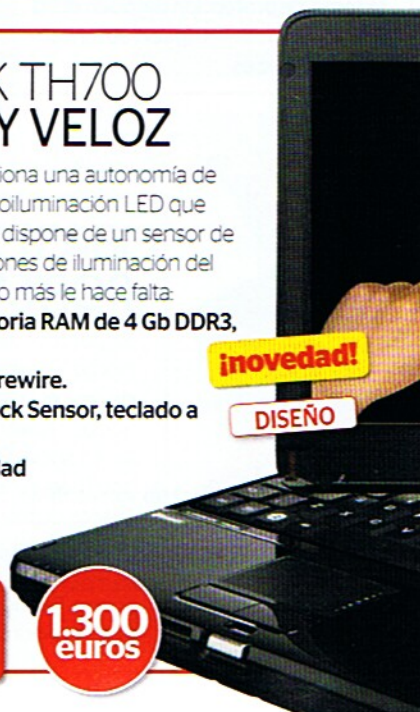 K TH700
Y VELOZ
iona una autonomía de
oiluminación LED que
dispone de un sensor de
ones de iluminación del
o más le hace falta:
oria RAM de 4 Gb DDR3,
rewire.
ck Sensor, teclado a
ad
¡novedad!
DISEÑO
1.300
euros